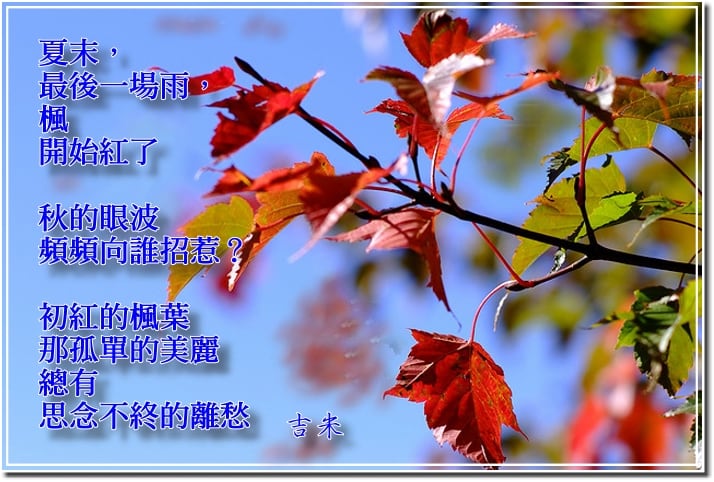 夏末，
最後一場雨，
楓
開始紅了
秋的眼波
頻頻向誰招惹？
初紅的楓葉
那孤單的美麗
總有
思念不終的離愁
吉米